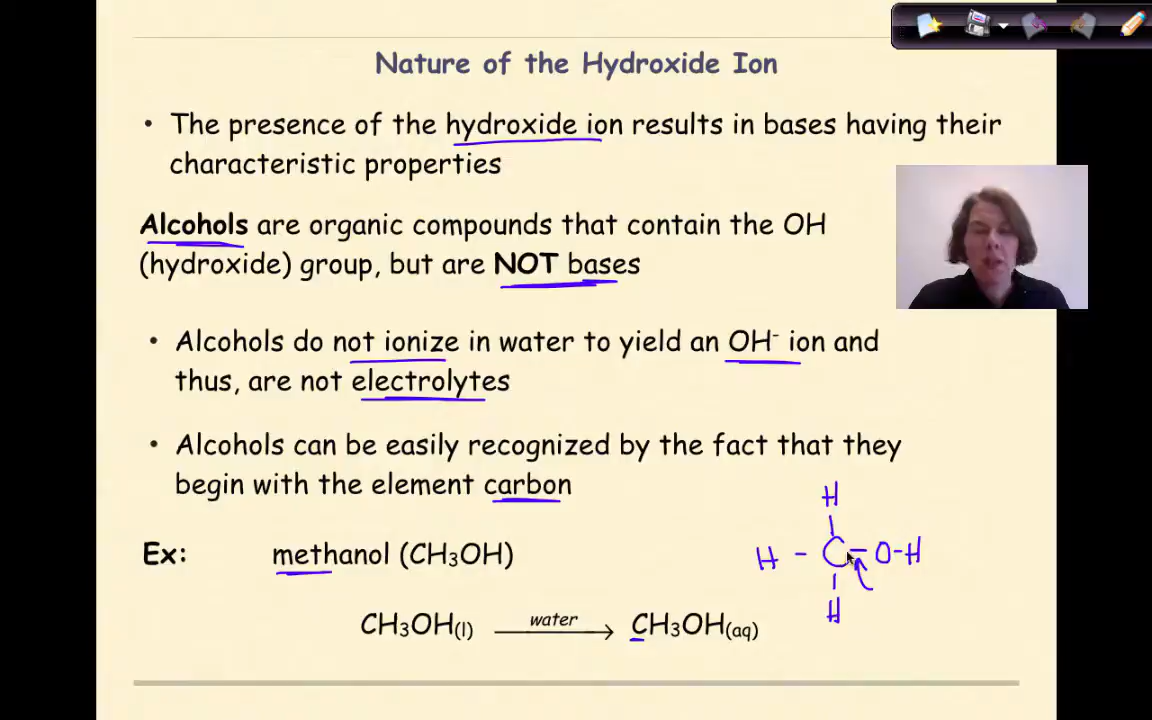 Nature of the Hydroxide Ion
• The presence of the hydroxide ion results in bases having their
characteristic properties
Alcohols are organic compounds that contain the OH
(hydroxide) group, but are NOT bases
• Alcohols do not ionize in water to yield an OH⁻ ion and
thus, are not electrolytes
• Alcohols can be easily recognized by the fact that they
begin with the element carbon
H
Ex: methanol (CH₃OH)
H - C - O-H
H
CH₃OH(l) water CH₃OH(aq)